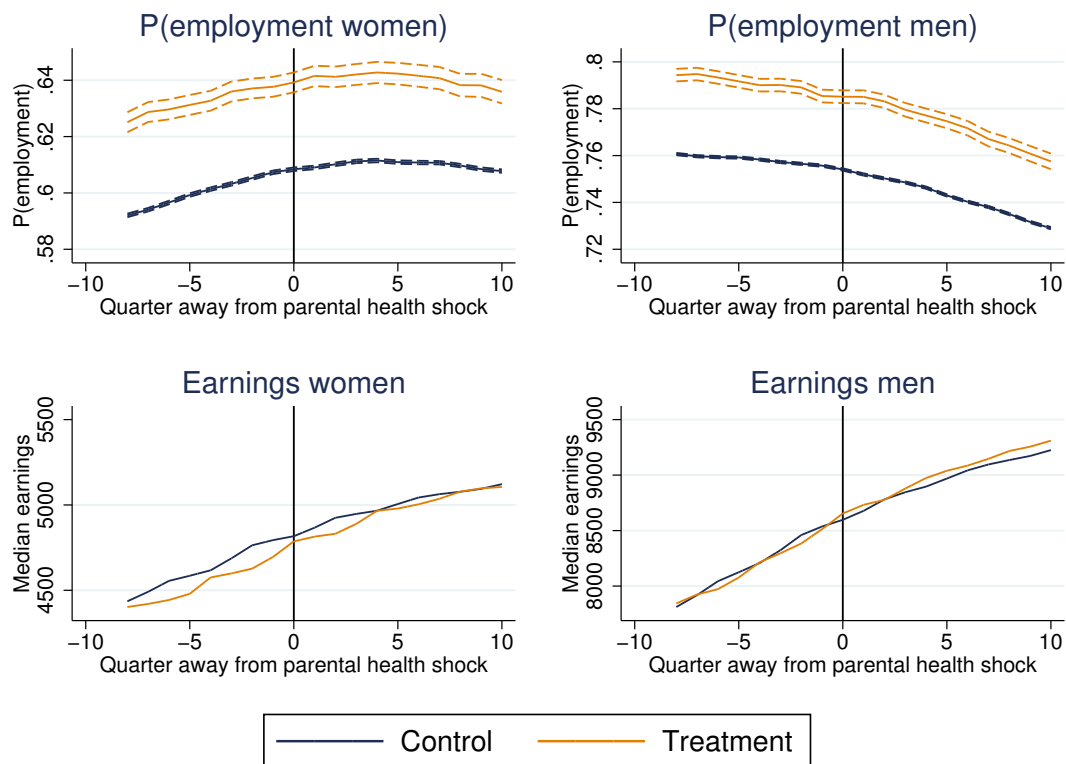 P(employment women)
P(employment)
.64
.62
.6
.58
−10 −5 0 5 10
Quarter away from parental health shock
P(employment men)
P(employment)
.8
.78
.76
.74
.72
−10 −5 0 5 10
Quarter away from parental health shock
Earnings women
Median earnings
5500
5000
4500
−10 −5 0 5 10
Quarter away from parental health shock
Earnings men
Median earnings
9500
9000
8500
8000
−10 −5 0 5 10
Quarter away from parental health shock
Control Treatment